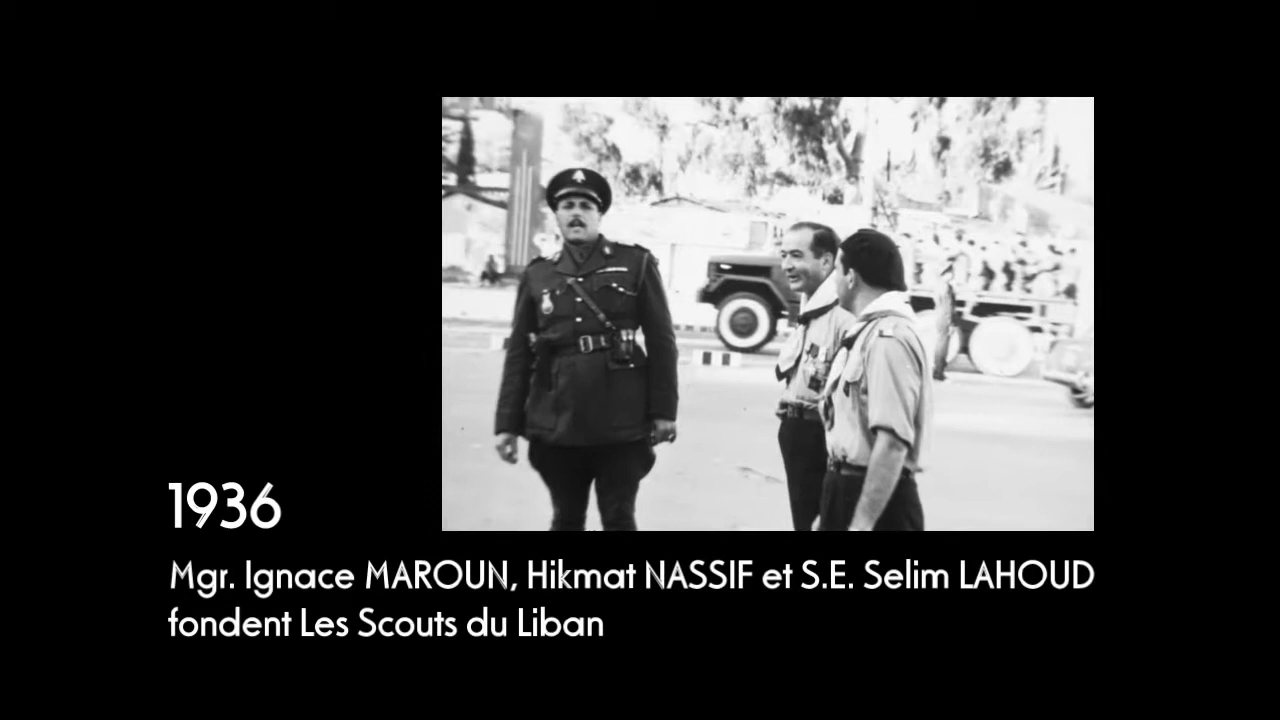 1936
Mgr. Ignace MAROUN, Hikmat NASSIF et S.E. Selim LAHOUD
fondent Les Scouts du Liban